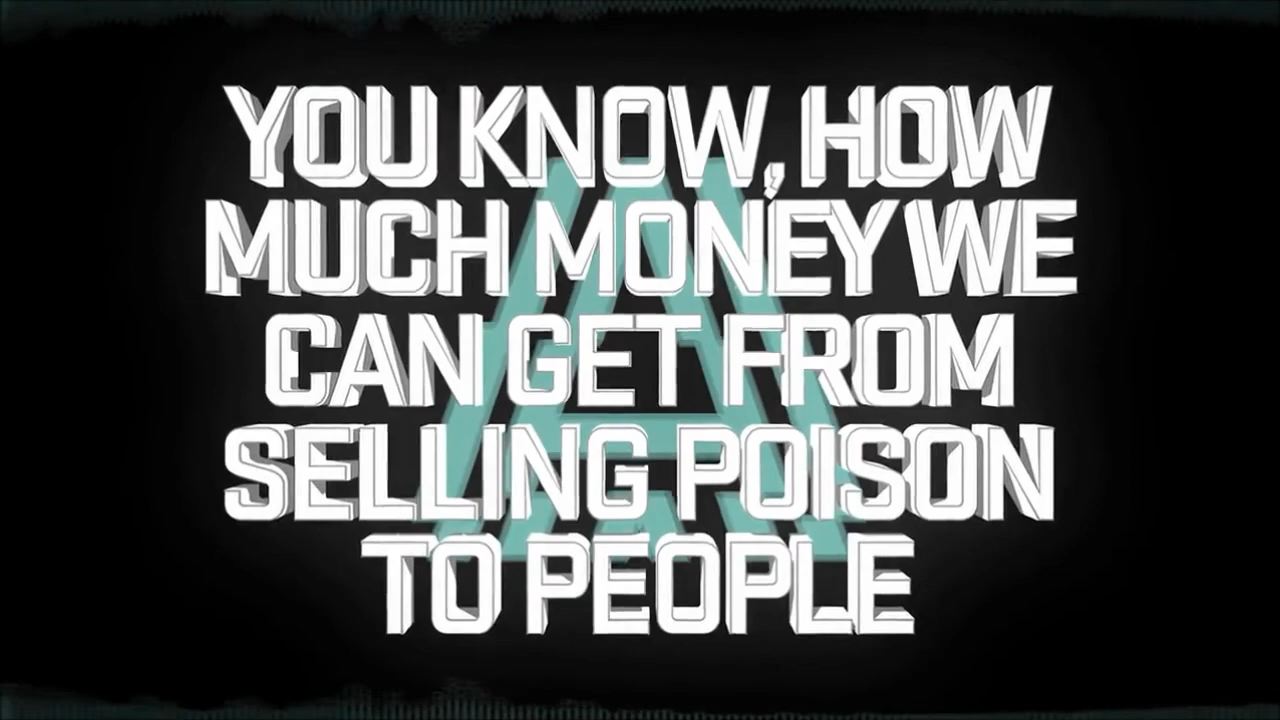 YOU KNOW, HOW
MUCH MONEY WE
CAN GET FROM
SELLING POISON
TO PEOPLE